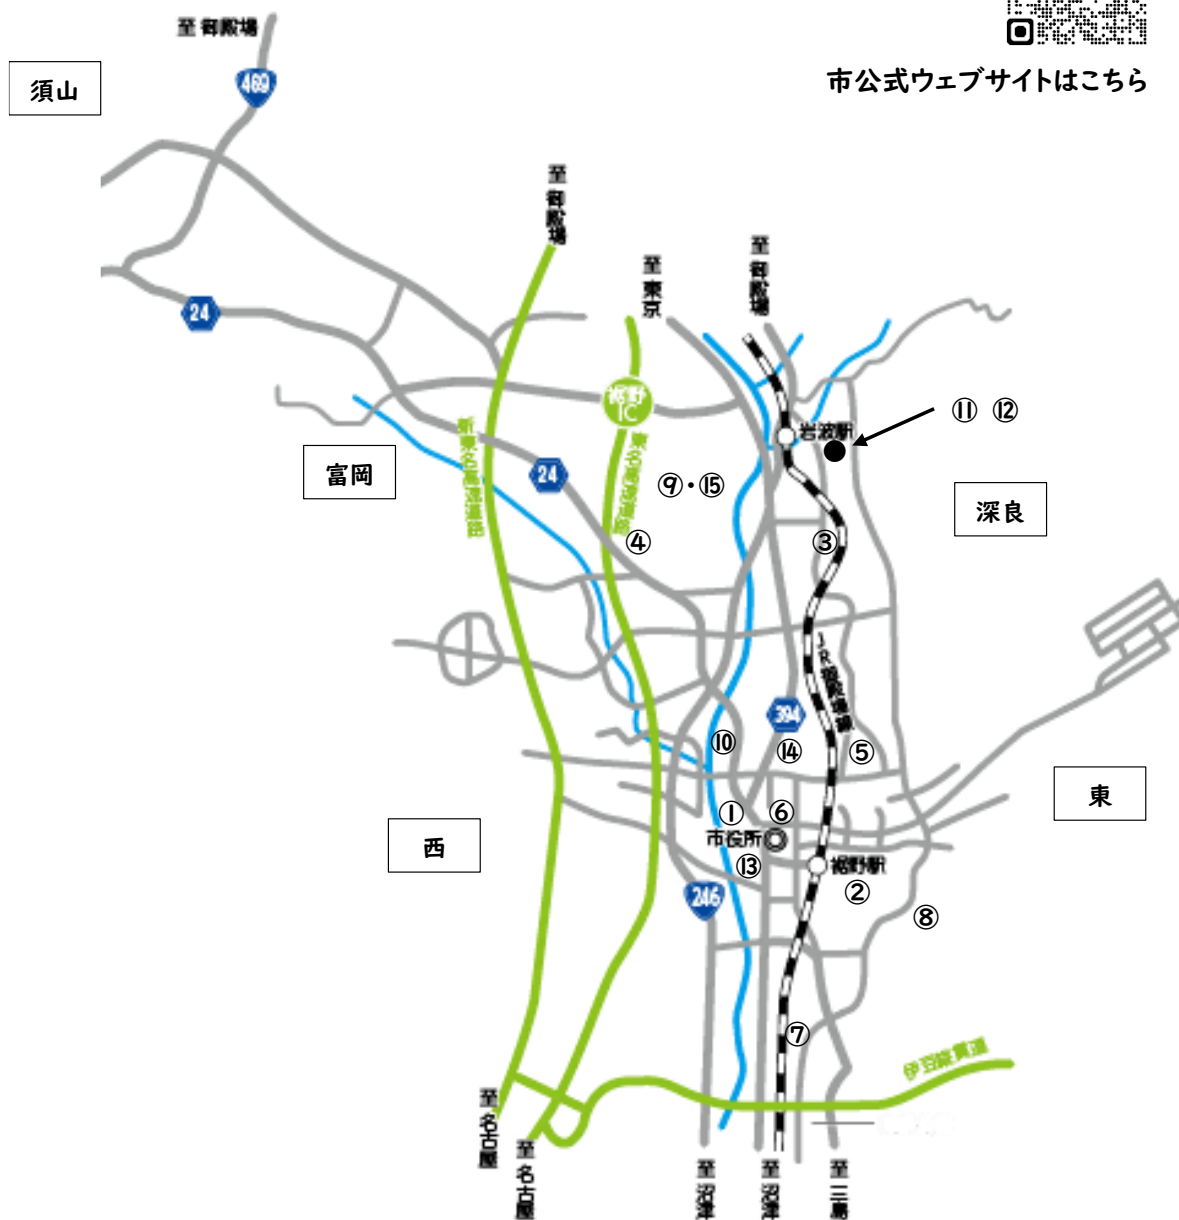 至 御殿場
市公式ウェブサイトはこちら
469
須山
至 御殿場
至 御殿場
至 東京
24
裾野
IC
⑪ ⑫
岩波駅
新東名高速道路
東名高速道路
富岡
24
⑨・⑮
深良
④
③
JR御殿場線
394
⑩
⑭
⑤
東
①
⑥
西
市役所
⑬
裾野駅
②
246
⑧
⑦
伊豆縦貫道
至 名古屋
至 名古屋
至 沼津
至 沼津
至 三島